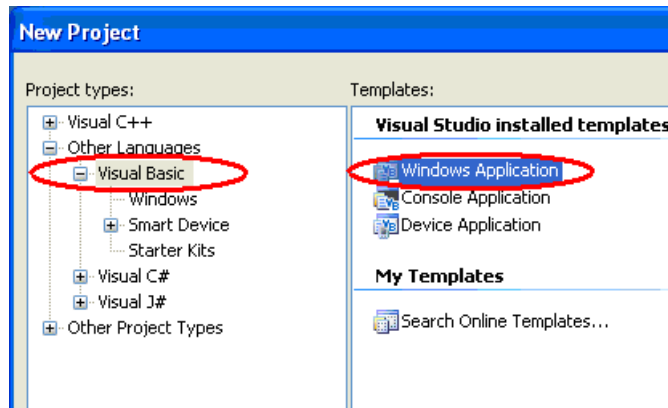 New Project
Project types:
Templates:
Visual C++
Other Languages
Visual Basic
Windows
Smart Device
Starter Kits
Visual C#
Visual J#
Other Project Types
Visual Studio installed templates
Windows Application
Console Application
Device Application
My Templates
Search Online Templates...